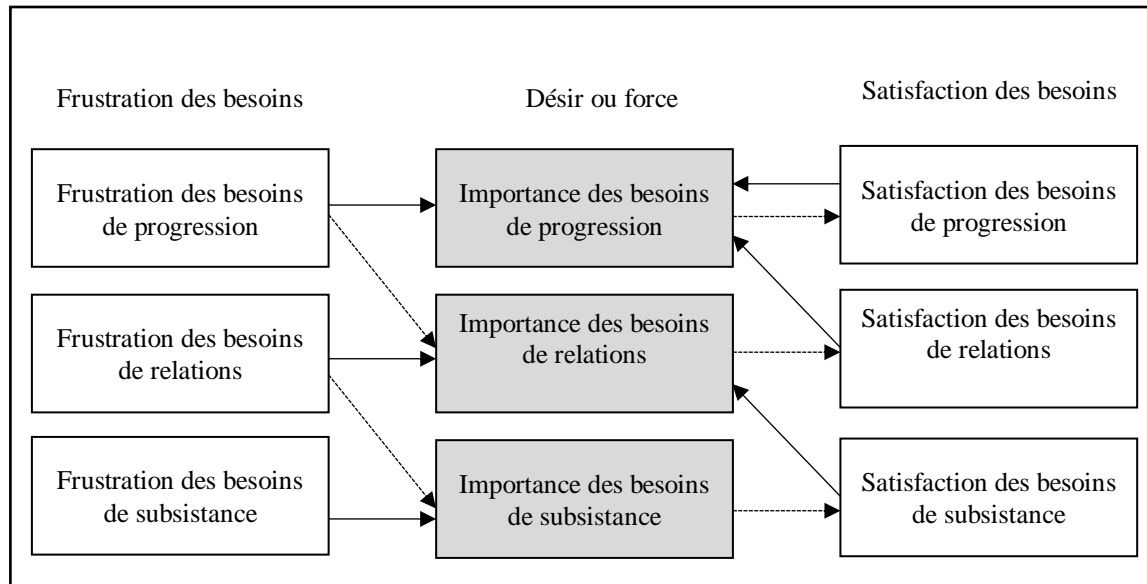 Frustration des besoins
Désir ou force
Satisfaction des besoins
Frustration des besoins
de progression
Importance des besoins
de progression
Satisfaction des besoins
de progression
Frustration des besoins
de relations
Importance des besoins
de relations
Satisfaction des besoins
de relations
Frustration des besoins
de subsistance
Importance des besoins
de subsistance
Satisfaction des besoins
de subsistance